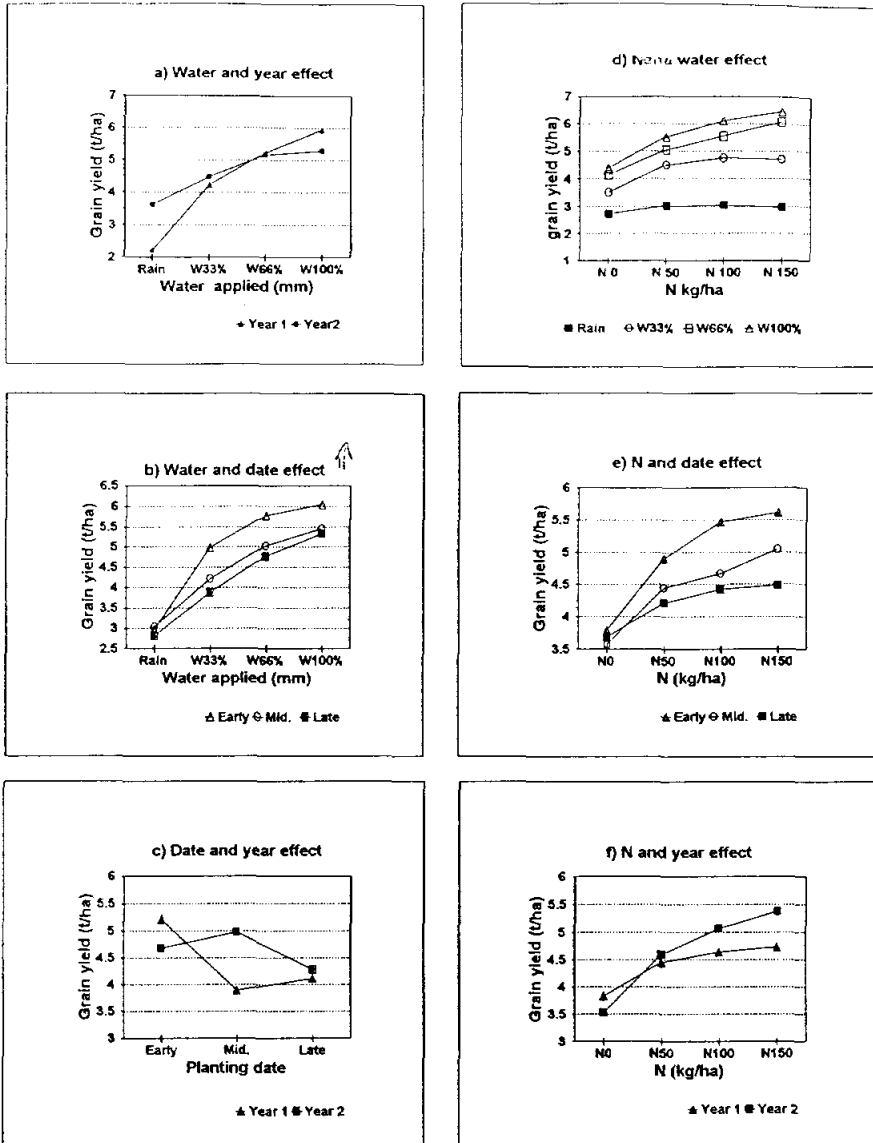 a) Water and year effect
Grain yield (t/ha)
7
6
5
4
3
2
Rain W33% W66% W100%
Water applied (mm)
Year 1 Year2
d) water effect
grain yield (t/ha)
7
6
5
4
3
2
1
N 0 N 50 N 100 N 150
N kg/ha
Rain W33% W66% W100%
b) Water and date effect
Grain yield (t/ha)
6.5
6
5.5
5
4.5
4
3.5
3
2.5
Rain W33% W66% W100%
Water applied (mm)
Early Mid. Late
e) N and date effect
Grain yield (t/ha)
6
5.5
5
4.5
4
3.5
N0 N50 N100 N150
N (kg/ha)
Early Mid. Late
c) Date and year effect
Grain yield (t/ha)
6
5.5
5
4.5
4
3.5
3
Early Mid. Late
Planting date
Year 1 Year 2
f) N and year effect
Grain yield (t/ha)
6
5.5
5
4.5
4
3.5
3
N0 N50 N100 N150
N (kg/ha)
Year 1 Year 2